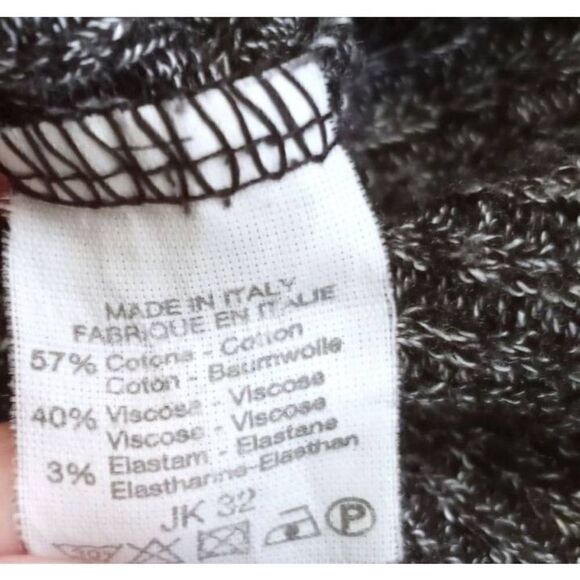 MADE IN ITALY
FABRIQUE EN ITALIE
57% Cotone - Cotton
Coton - Baumwolle
40% Viscosa - Viscose
Viscose - Viscose
3% Elastam - Elastane
Elasthanne-Elasthan
JK 32
P